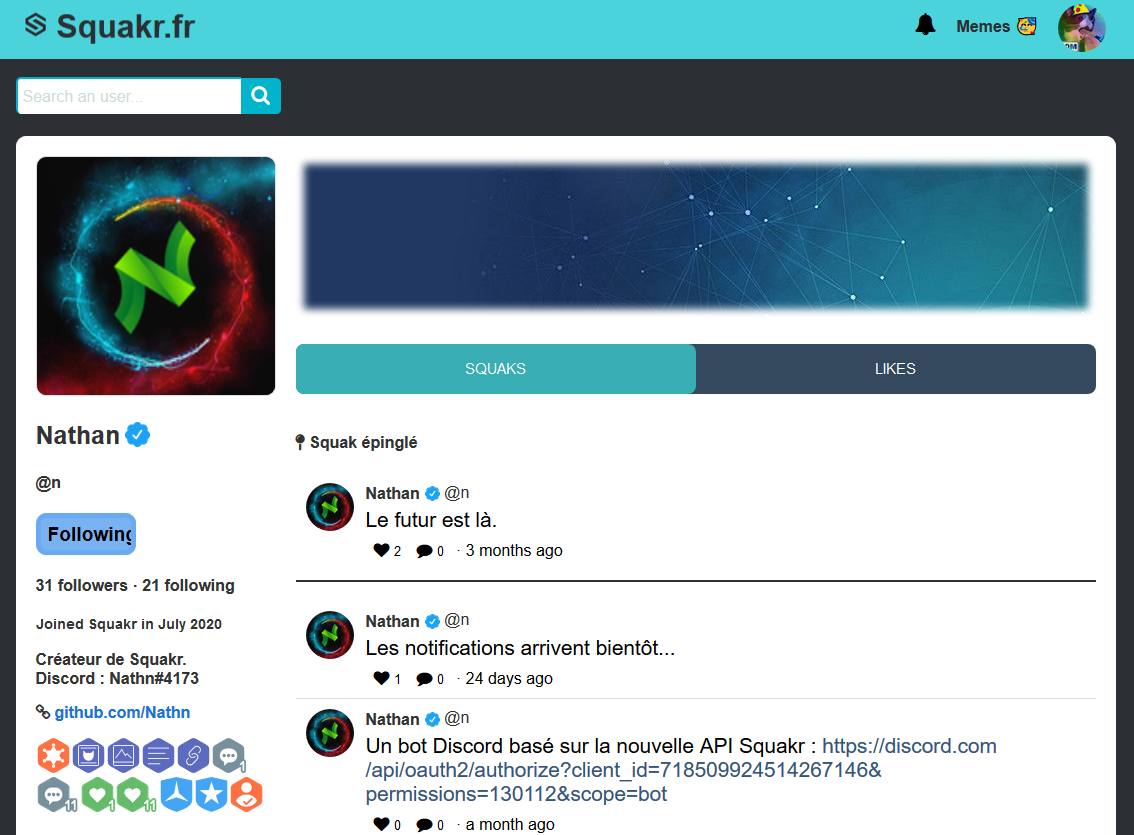 Squakr.fr
Memes
Search an user...
SQUAKS
LIKES
Nathan
@n
Following
31 followers · 21 following
Joined Squakr in July 2020
Créateur de Squakr.
Discord : Nathn#4173
github.com/Nathn
1
11
1
11
Squak épinglé
Nathan @n
Le futur est là.
2 0 · 3 months ago
Nathan @n
Les notifications arrivent bientôt...
1 0 · 24 days ago
Nathan @n
Un bot Discord basé sur la nouvelle API Squakr : https://discord.com
/api/oauth2/authorize?client_id=718509924514267146&
permissions=130112&scope=bot
0 0 · a month ago